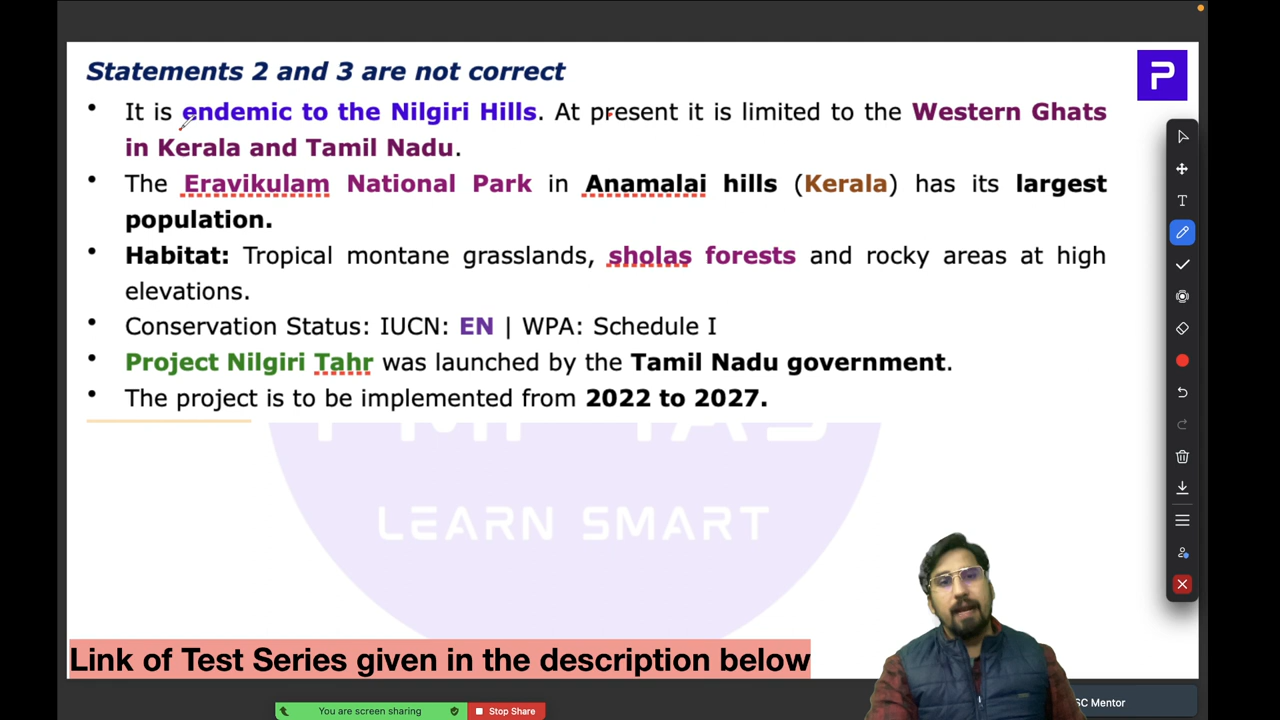 Statements 2 and 3 are not correct
P
• It is endemic to the Nilgiri Hills. At present it is limited to the Western Ghats
in Kerala and Tamil Nadu.
• The Eravikulam National Park in Anamalai hills (Kerala) has its largest
population.
• Habitat: Tropical montane grasslands, sholas forests and rocky areas at high
elevations.
• Conservation Status: IUCN: EN | WPA: Schedule I
• Project Nilgiri Tahr was launched by the Tamil Nadu government.
• The project is to be implemented from 2022 to 2027.
LEARN SMART
Link of Test Series given in the description below
SC Mentor
You are screen sharing
Stop Share
T